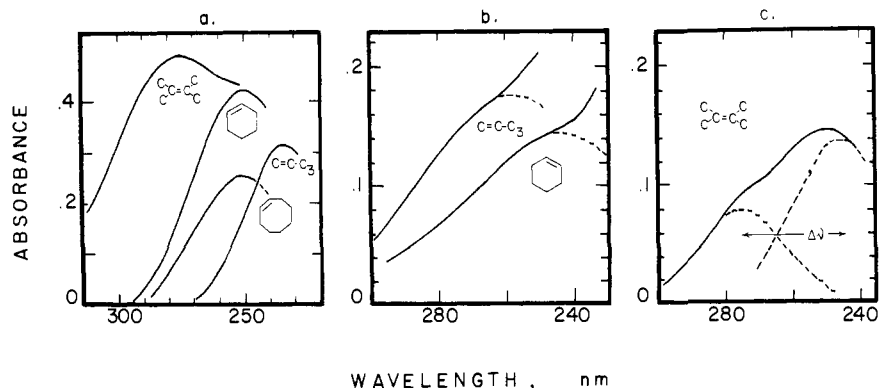 a.
b.
c.
ABSORBANCE
.4
.2
0
300
250
C
C
C=C
C
C
C=C-C3
.2
.1
0
280
240
C=C-C3
.2
.1
0
280
240
C
C
C=C
C
C
Δν
WAVELENGTH, nm